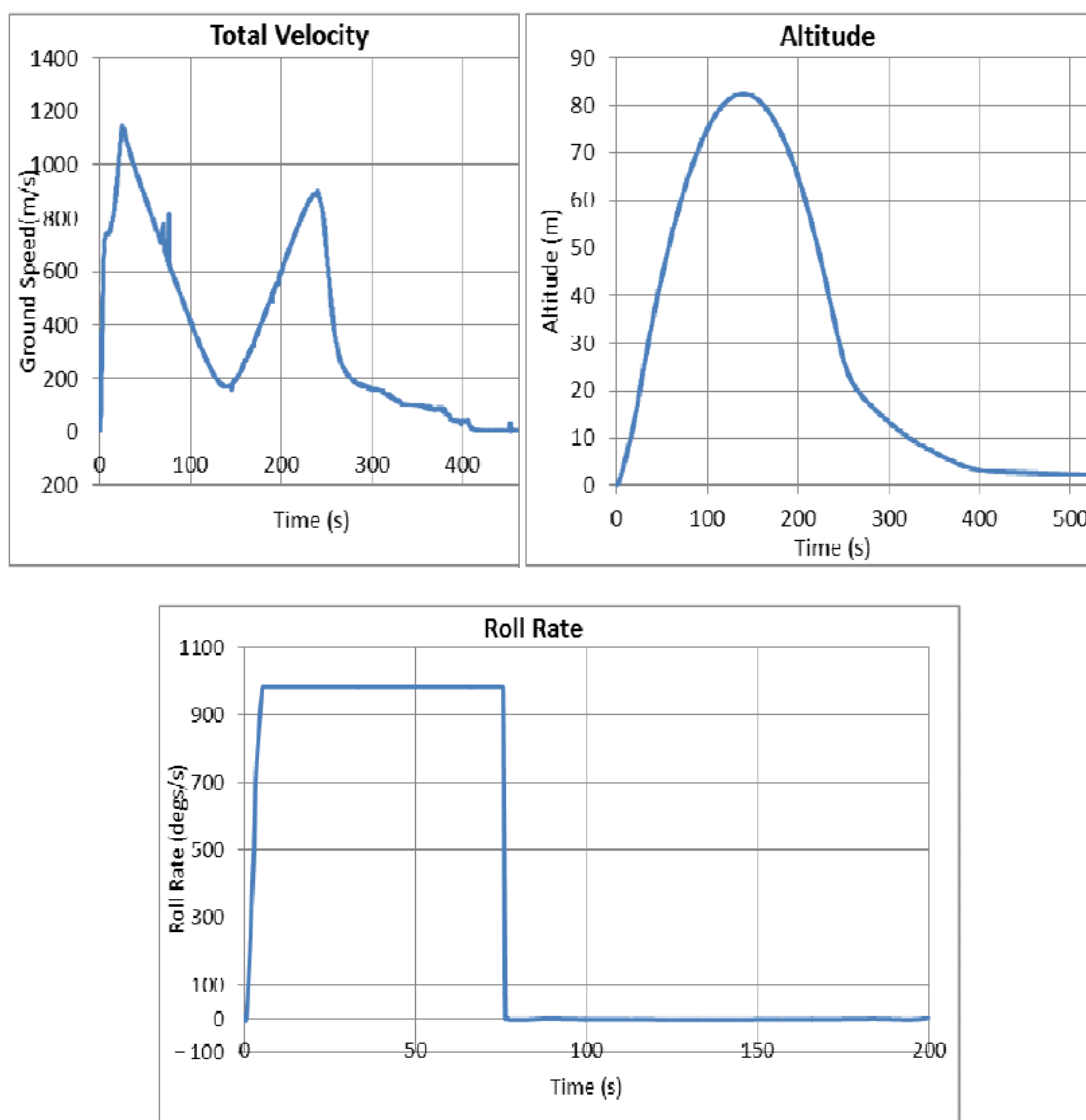 Total Velocity
1400
1200
1000
800
600
400
200
0
200
0 100 200 300 400
Ground Speed(m/s)
Time (s)
Altitude
90
80
70
60
50
40
30
20
10
0
0 100 200 300 400 500
Altitude (m)
Time (s)
Roll Rate
1100
900
700
500
300
100
0
−100
0 50 100 150 200
Roll Rate (degs/s)
Time (s)